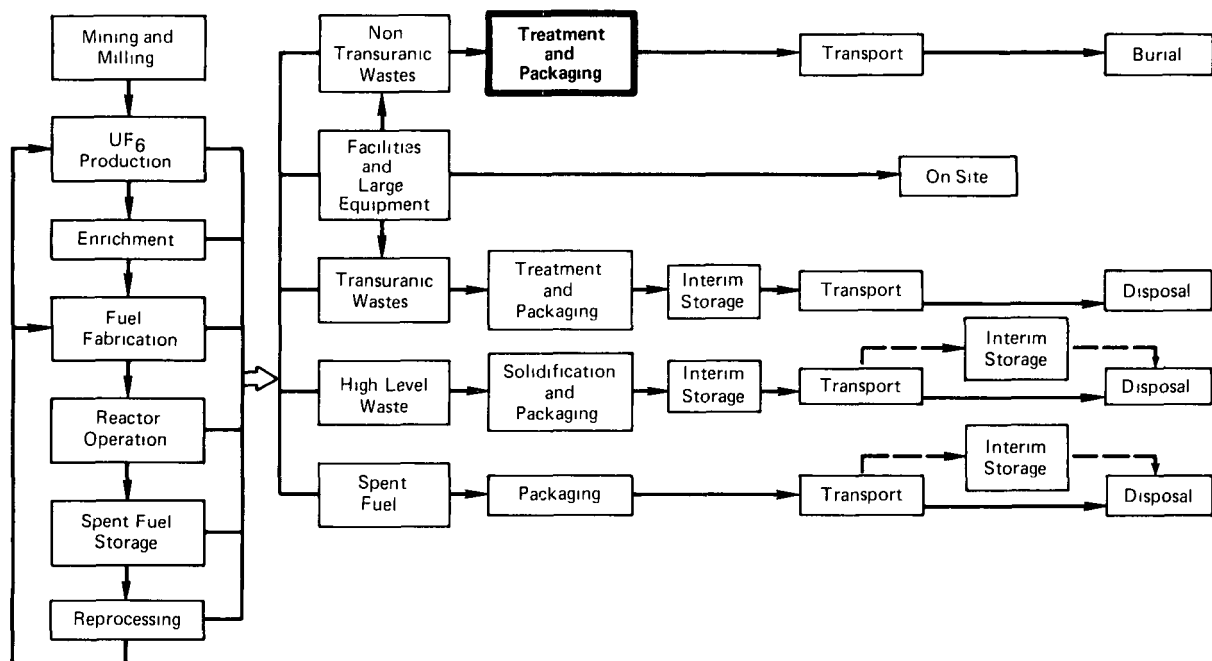 Mining and
Milling
UF6
Production
Enrichment
Fuel
Fabrication
Reactor
Operation
Spent Fuel
Storage
Reprocessing
Non
Transuranic
Wastes
Treatment
and
Packaging
Transport
Burial
Facilities
and
Large
Equipment
On Site
Transuranic
Wastes
Treatment
and
Packaging
Interim
Storage
Transport
Disposal
High Level
Waste
Solidification
and
Packaging
Interim
Storage
Transport
Interim
Storage
Disposal
Spent
Fuel
Packaging
Transport
Interim
Storage
Disposal